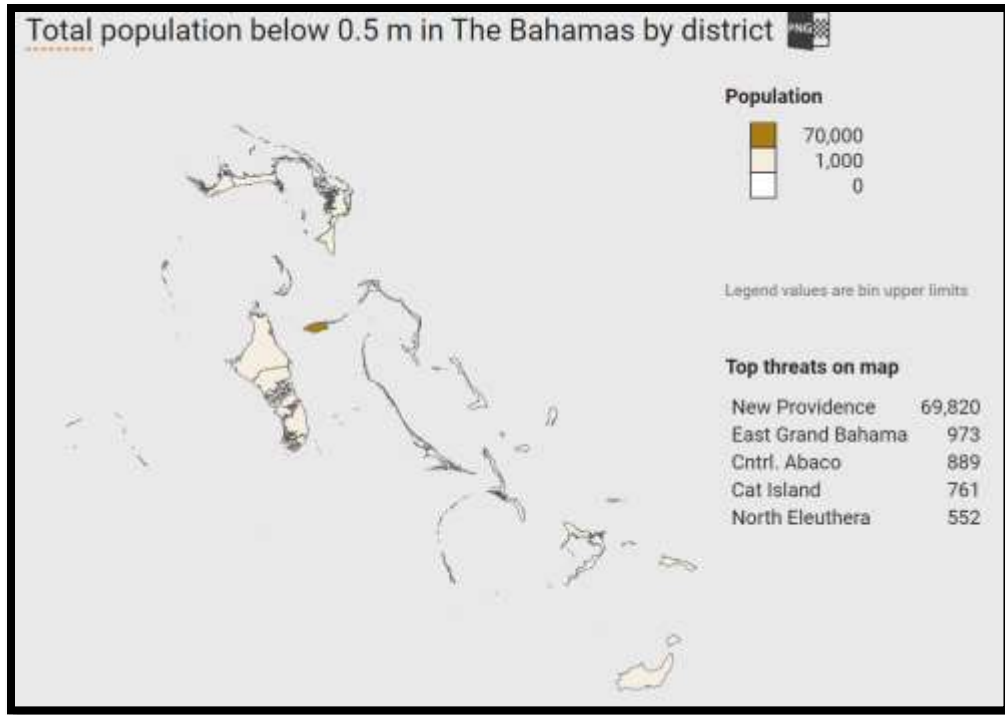 Total population below 0.5 m in The Bahamas by district
PNG
Population
70,000
1,000
0
Legend values are bin upper limits
Top threats on map
New Providence 69,820
East Grand Bahama 973
Cntrl. Abaco 889
Cat Island 761
North Eleuthera 552